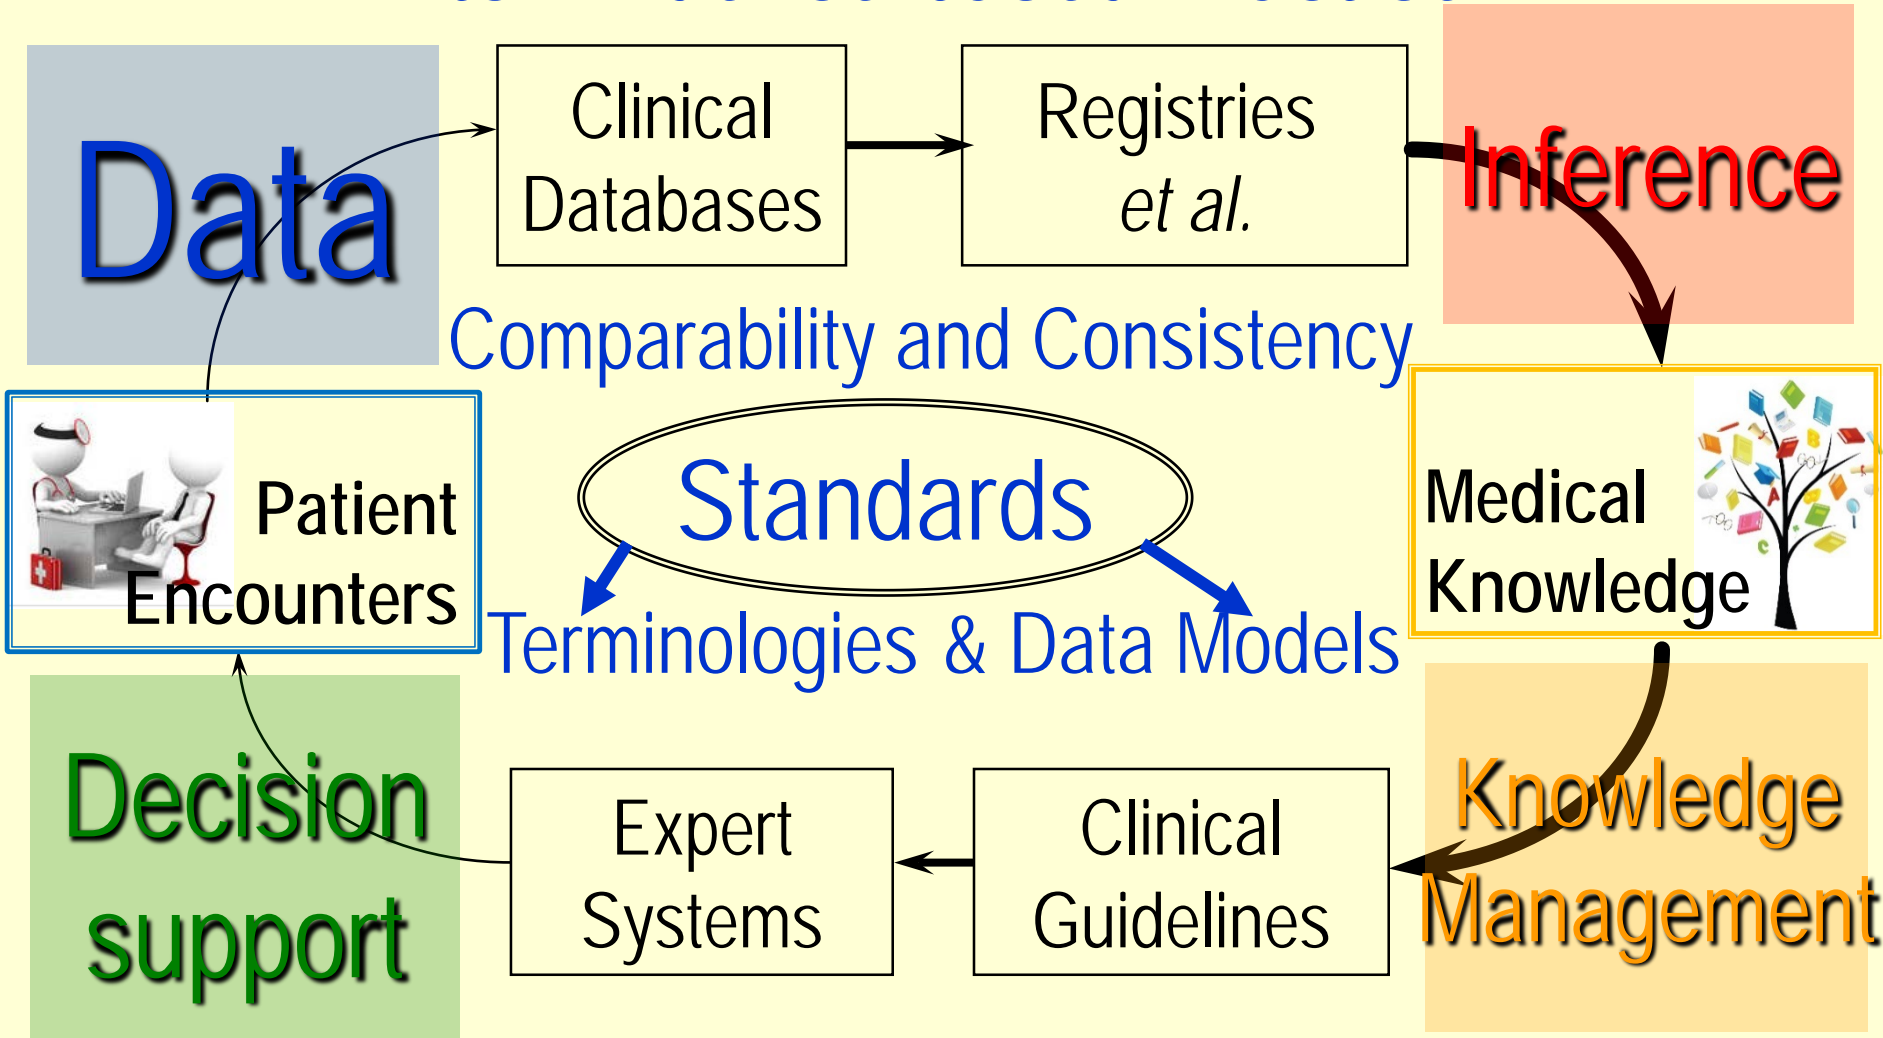 Data
Clinical
Databases
Registries
et al.
Inference
Comparability and Consistency
Patient
Encounters
Standards
Medical
Knowledge
Terminologies & Data Models
Decision
support
Expert
Systems
Clinical
Guidelines
Knowledge
Management